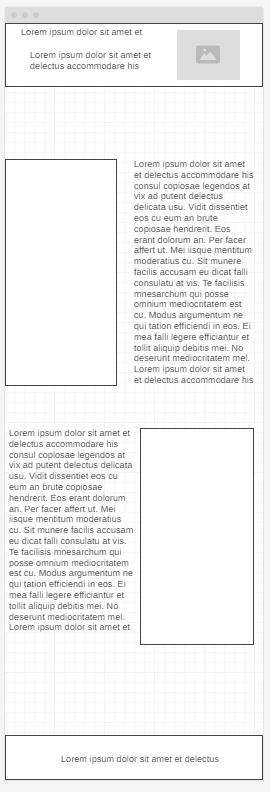 Lorem ipsum dolor sit amet et
Lorem ipsum dolor sit amet et
delectus accommodare his
Lorem ipsum dolor sit amet
et delectus accommodare his
consul copiosae legendos at
vix ad putent delectus
delicata usu. Vidit dissentiet
eos cu eum an brute
copiosae hendrerit. Eos
erant dolorum an. Per facer
affert ut. Mei iisque mentitum
moderatius cu. Sit munere
facilis accusam eu dicat falli
consulatu at vis. Te facilisis
mnesarchum qui posse
omnium mediocritatem est
cu. Modus argumentum ne
qui tation efficiendi in eos. Ei
mea falli legere efficiantur et
tollit aliquip debitis mei. No
deserunt mediocritatem mel.
Lorem ipsum dolor sit amet
et delectus accommodare his
Lorem ipsum dolor sit amet et
delectus accommodare his
consul copiosae legendos at
vix ad putent delectus delicata
usu. Vidit dissentiet eos cu
eum an brute copiosae
hendrerit. Eos erant dolorum
an. Per facer affert ut. Mei
iisque mentitum moderatius
cu. Sit munere facilis accusam
eu dicat falli consulatu at vis.
Te facilisis mnesarchum qui
posse omnium mediocritatem
est cu. Modus argumentum ne
qui tation efficiendi in eos. Ei
mea falli legere efficiantur et
tollit aliquip debitis mei. No
deserunt mediocritatem mel.
Lorem ipsum dolor sit amet et
Lorem ipsum dolor sit amet et delectus